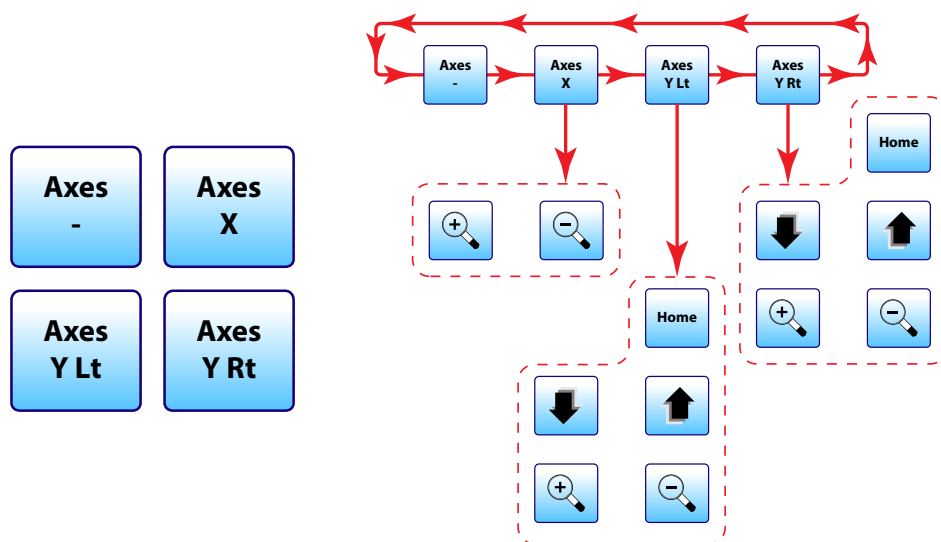 Axes
-
Axes
X
Axes
Y Lt
Axes
Y Rt
Axes
-
Axes
X
Axes
Y Lt
Axes
Y Rt
Home
Home